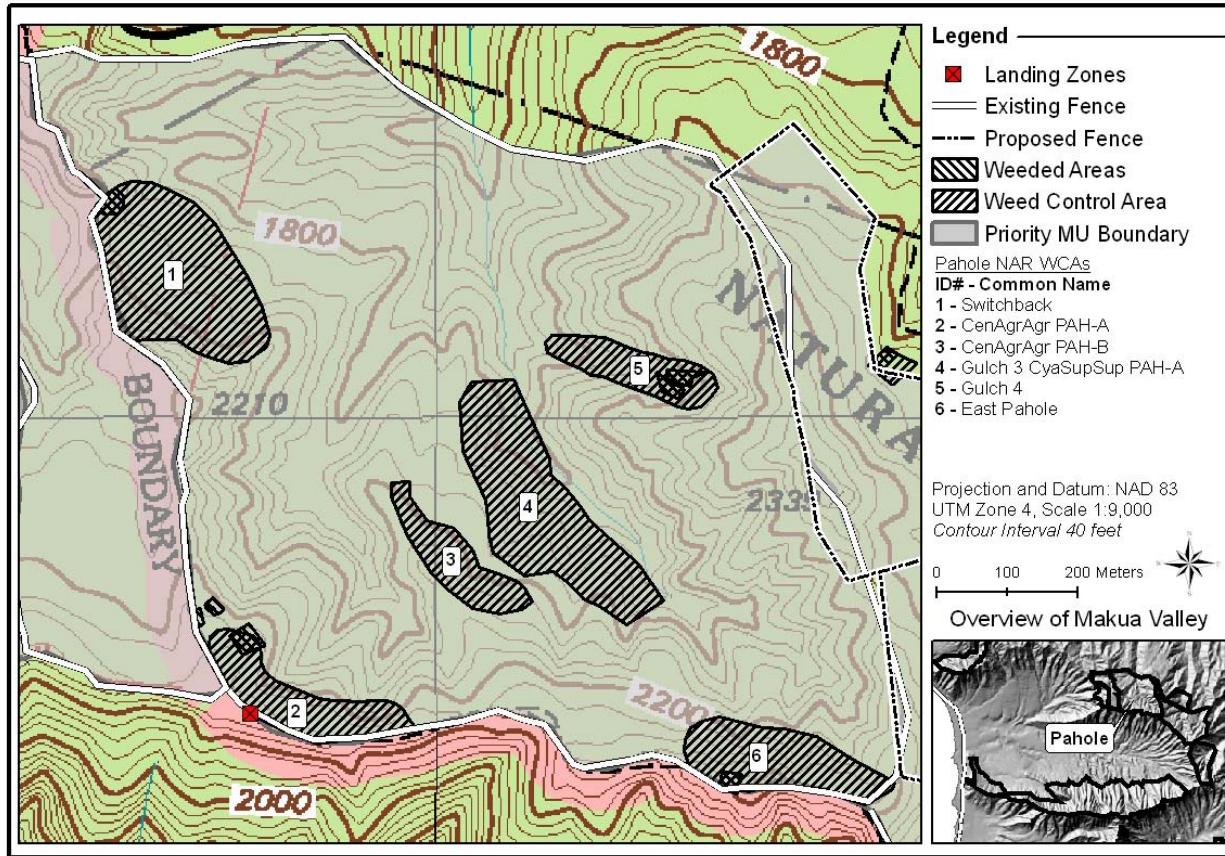 1800
1800
1
NATURA
BOUNDARY
2210
5
4
3
2
2200
6
2000
Legend
Landing Zones
Existing Fence
Proposed Fence
Weeded Areas
Weed Control Area
Priority MU Boundary
Pahole NAR WCAs
ID# - Common Name
1 - Switchback
2 - CenAgrAgr PAH-A
3 - CenAgrAgr PAH-B
4 - Gulch 3 CyaSupSup PAH-A
5 - Gulch 4
6 - East Pahole
Projection and Datum: NAD 83
UTM Zone 4, Scale 1:9,000
Contour Interval 40 feet
0 100 200 Meters
Overview of Makua Valley
Pahole